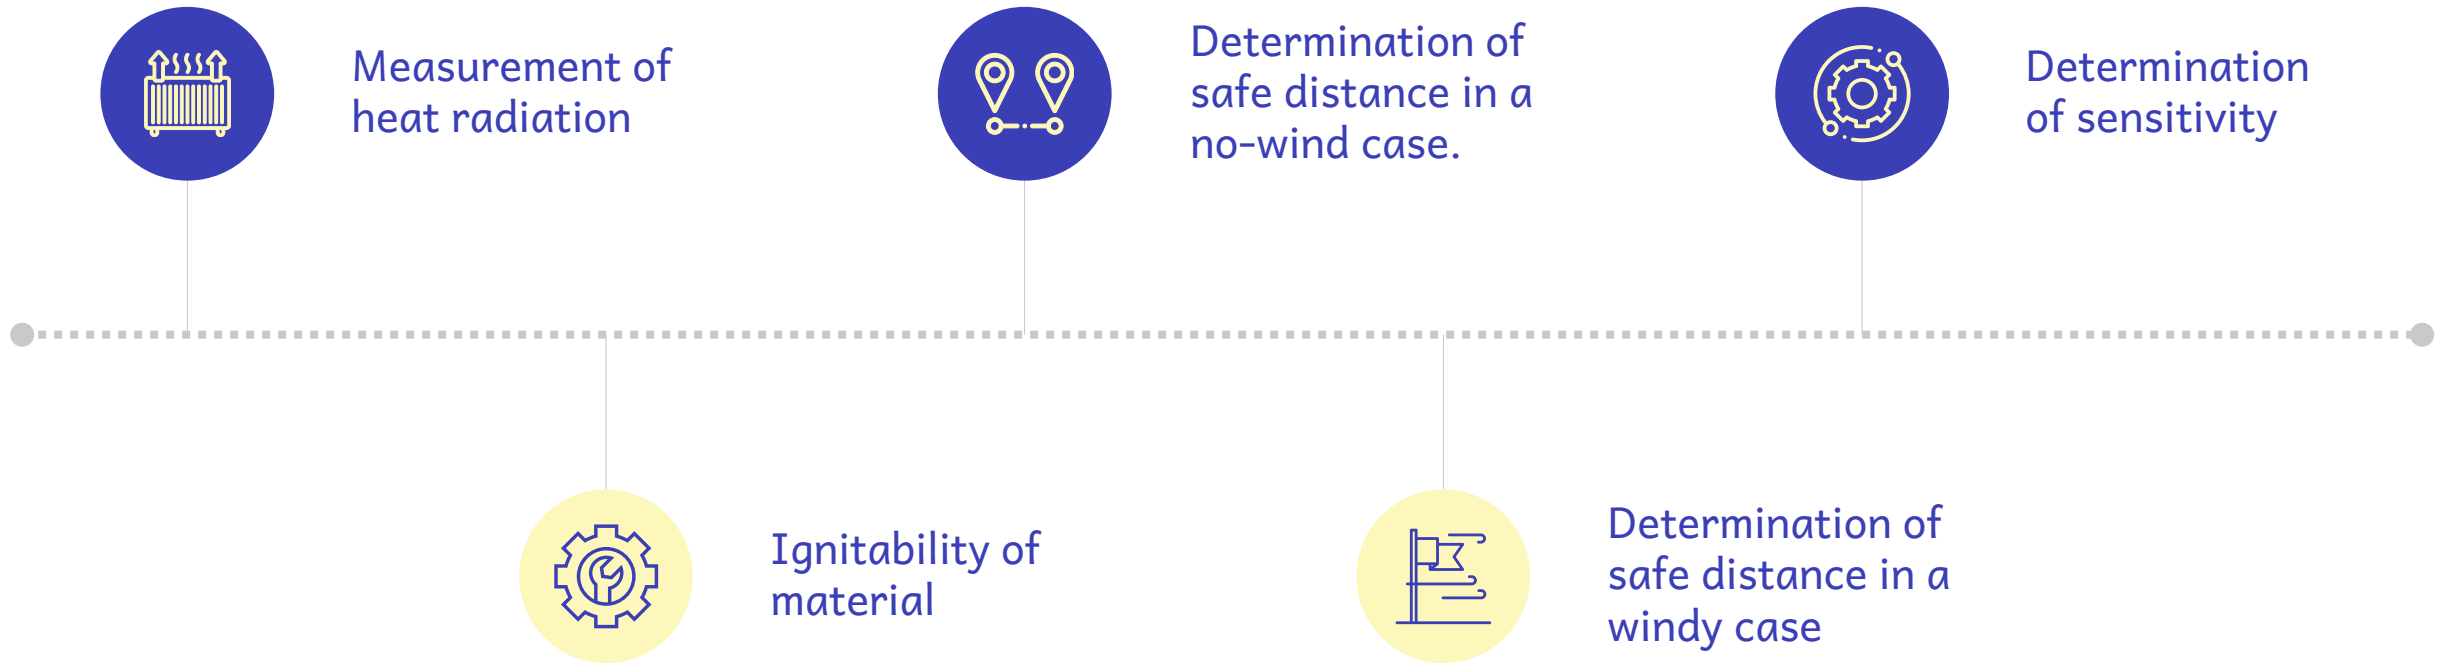 Measurement of
heat radiation
Ignitability of
material
Determination of
safe distance in a
no-wind case.
Determination of
safe distance in a
windy case
Determination
of sensitivity